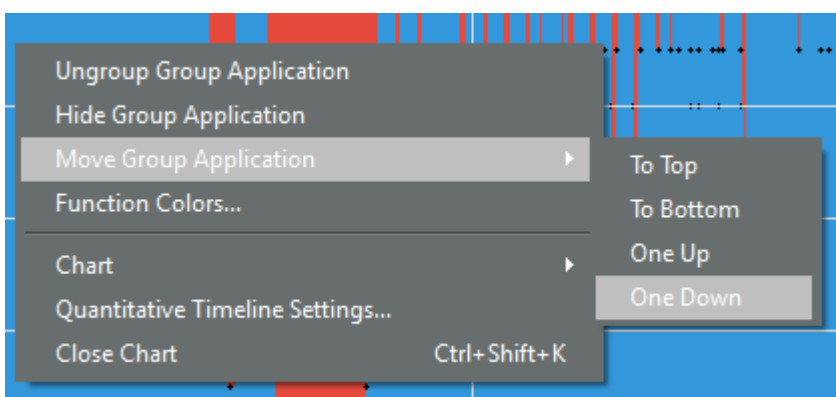 Ungroup Group Application
Hide Group Application
Move Group Application
Function Colors...
Chart
Quantitative Timeline Settings...
Close Chart Ctrl+Shift+K
To Top
To Bottom
One Up
One Down